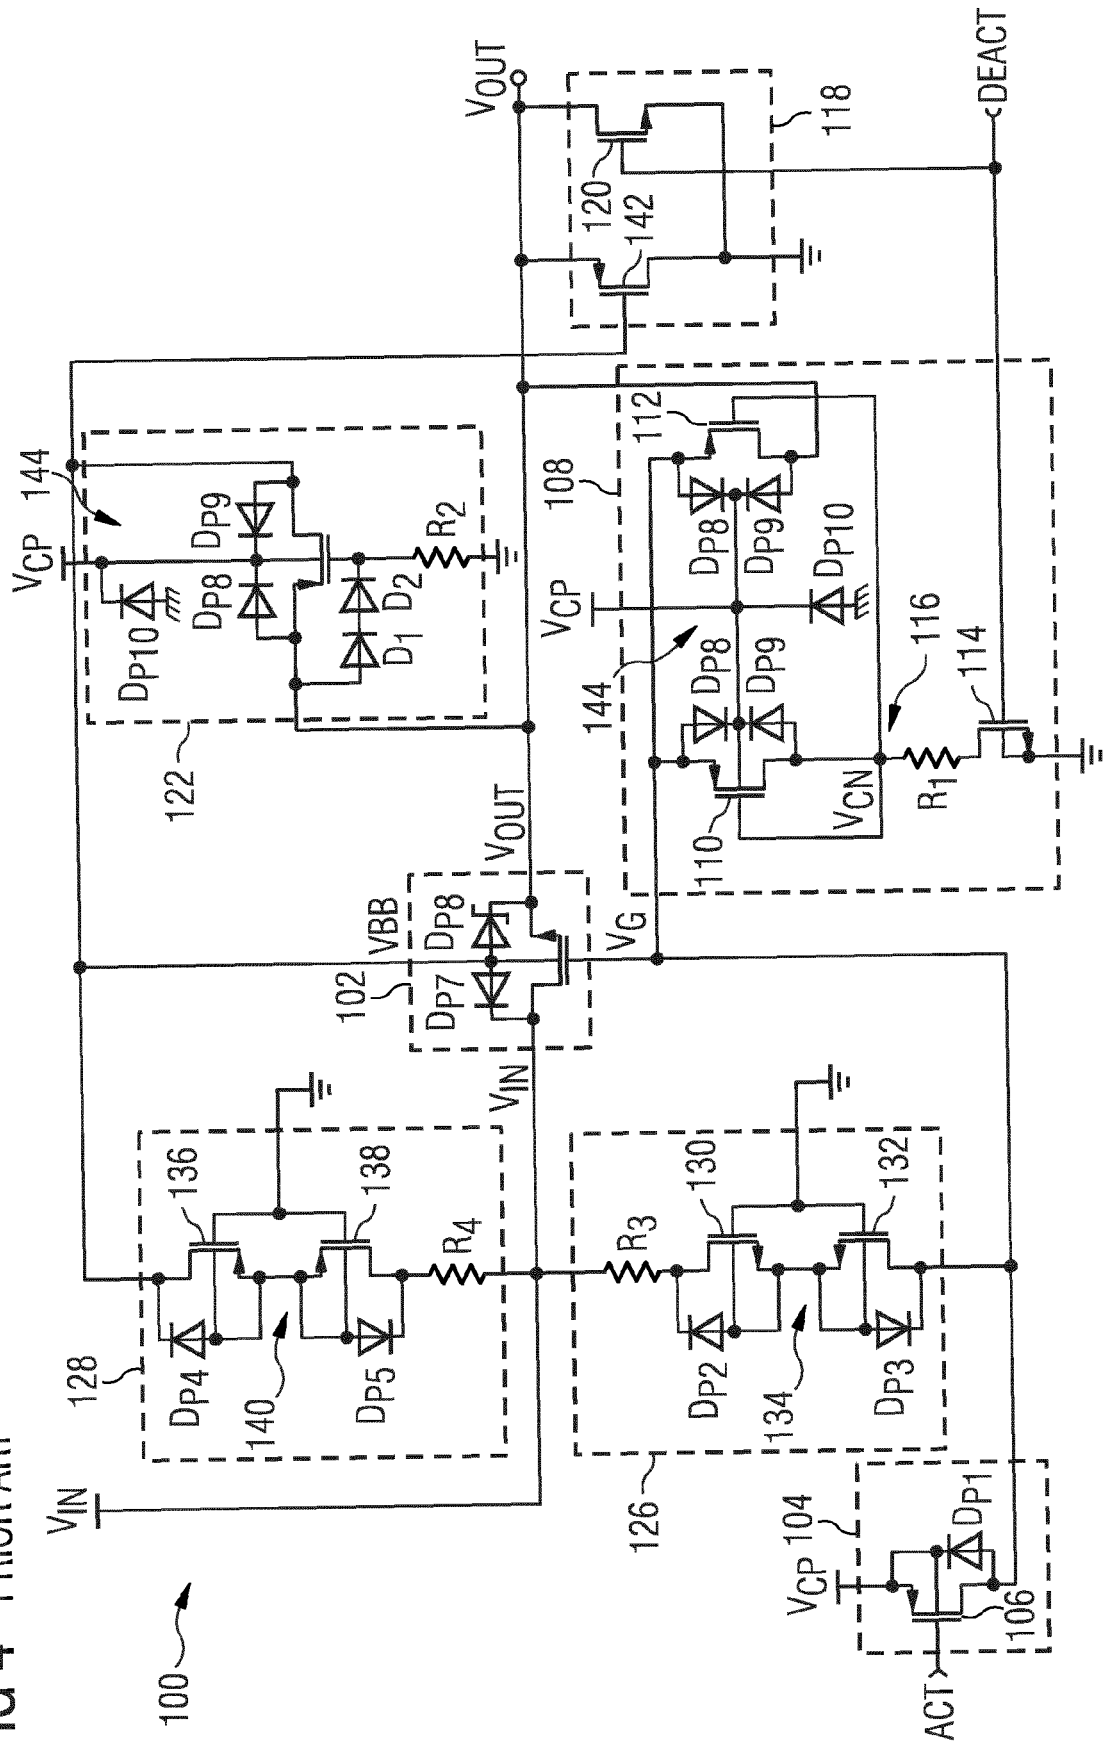 PRIOR ART
100
VIN
128
DP4
136
140
138
DP5
R4
VIN
126
R3
130
DP2
134
132
DP3
104
VCP
DP1
106
ACT
102
VBB
DP7
DP8
VOUT
VG
122
VCP
144
DP10
DP8
DP9
D1
D2
R2
VOUT
108
144
VCP
110
DP8
DP9
DP8
DP9
112
DP10
VCN
116
R1
114
120
142
118
DEACT